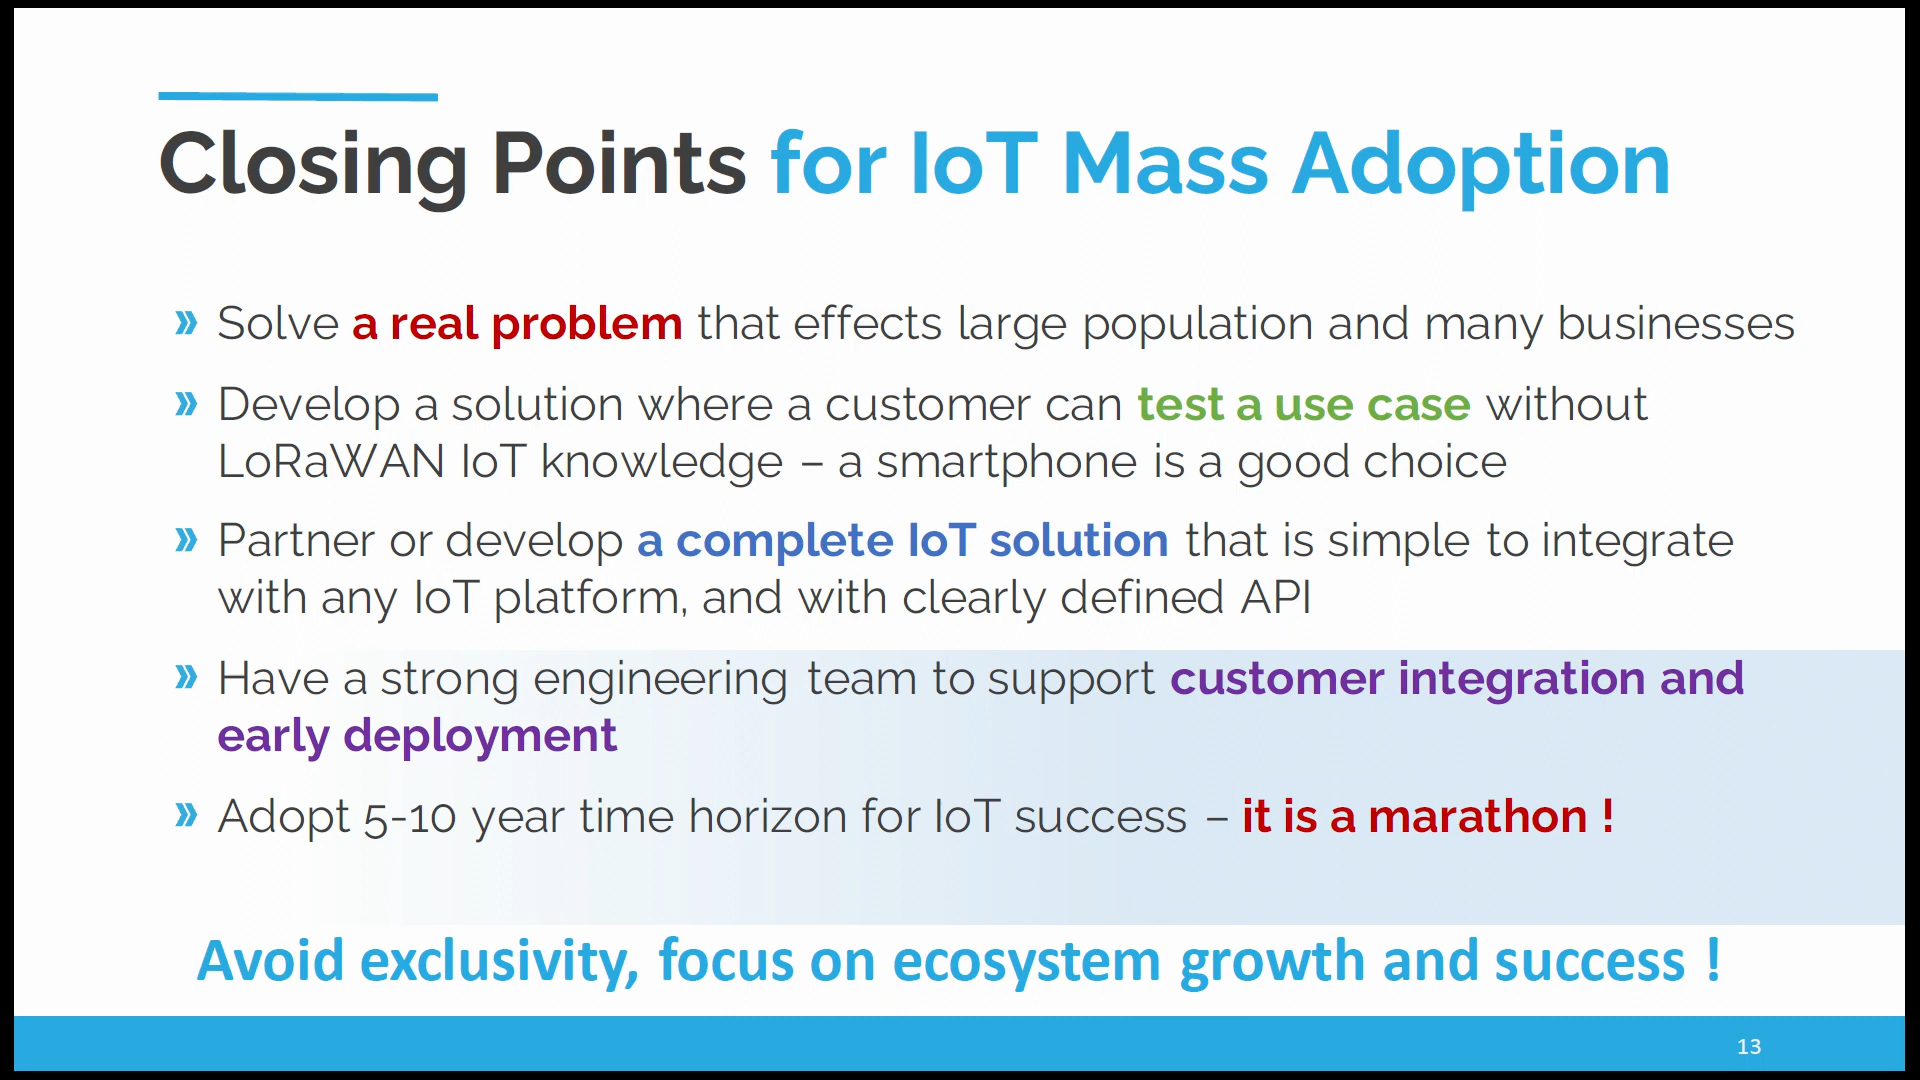 Closing Points for IoT Mass Adoption
» Solve a real problem that effects large population and many businesses
» Develop a solution where a customer can test a use case without
LoRaWAN IoT knowledge – a smartphone is a good choice
» Partner or develop a complete IoT solution that is simple to integrate
with any IoT platform, and with clearly defined API
» Have a strong engineering team to support customer integration and
early deployment
» Adopt 5-10 year time horizon for IoT success – it is a marathon !
Avoid exclusivity, focus on ecosystem growth and success !
13